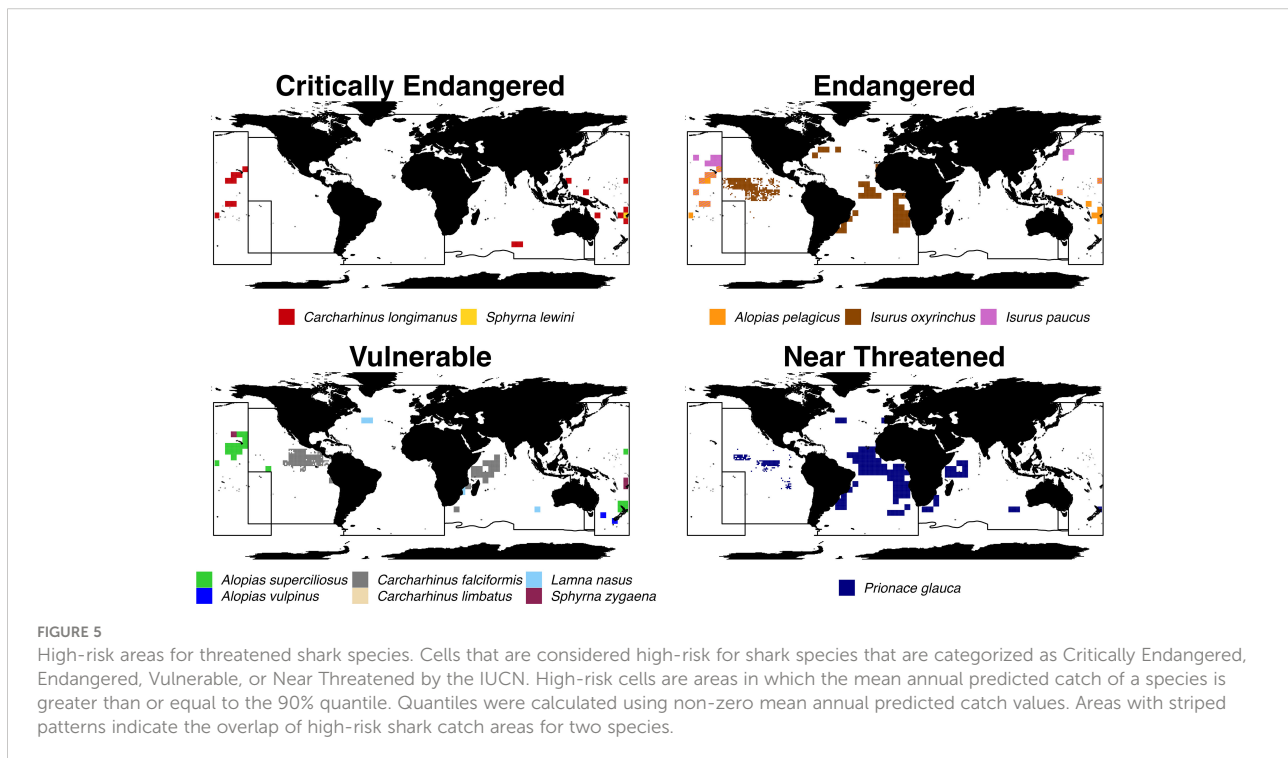 Critically Endangered
Endangered
Carcharhinus longimanus
Sphyrna lewini
Alopias pelagicus
Isurus oxyrinchus
Isurus paucus
Vulnerable
Near Threatened
Alopias superciliosus
Carcharhinus falciformis
Lamna nasus
Alopias vulpinus
Carcharhinus limbatus
Sphyrna zygaena
Prionace glauca
FIGURE 5
High-risk areas for threatened shark species. Cells that are considered high-risk for shark species that are categorized as Critically Endangered,
Endangered, Vulnerable, or Near Threatened by the IUCN. High-risk cells are areas in which the mean annual predicted catch of a species is
greater than or equal to the 90% quantile. Quantiles were calculated using non-zero mean annual predicted catch values. Areas with striped
patterns indicate the overlap of high-risk shark catch areas for two species.